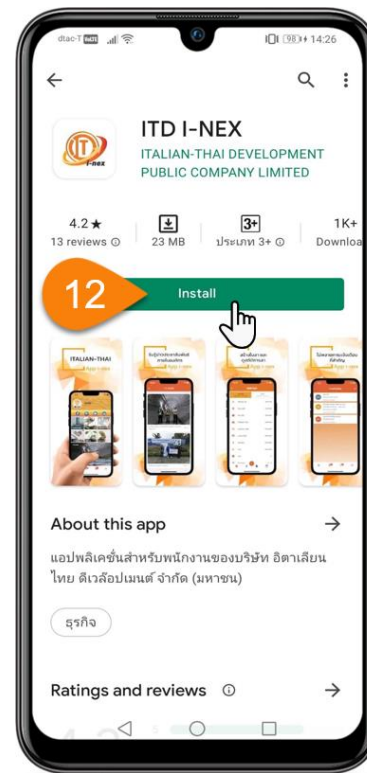 dtac-T VoLTE 98 14:26
ITD I-NEX
ITALIAN-THAI DEVELOPMENT
PUBLIC COMPANY LIMITED
IT
i-nex
4.2★ 3+ 1K+
13 reviews 23 MB ประเภท 3+ Downloa
12 Install
ITALIAN-THAI
About this app
แอปพลิเคชั่นสำหรับพนักงานของบริษัท อิตาเลียน
ไทย ดีเวล๊อปเมนต์ จำกัด (มหาชน)
ธุรกิจ
Ratings and reviews